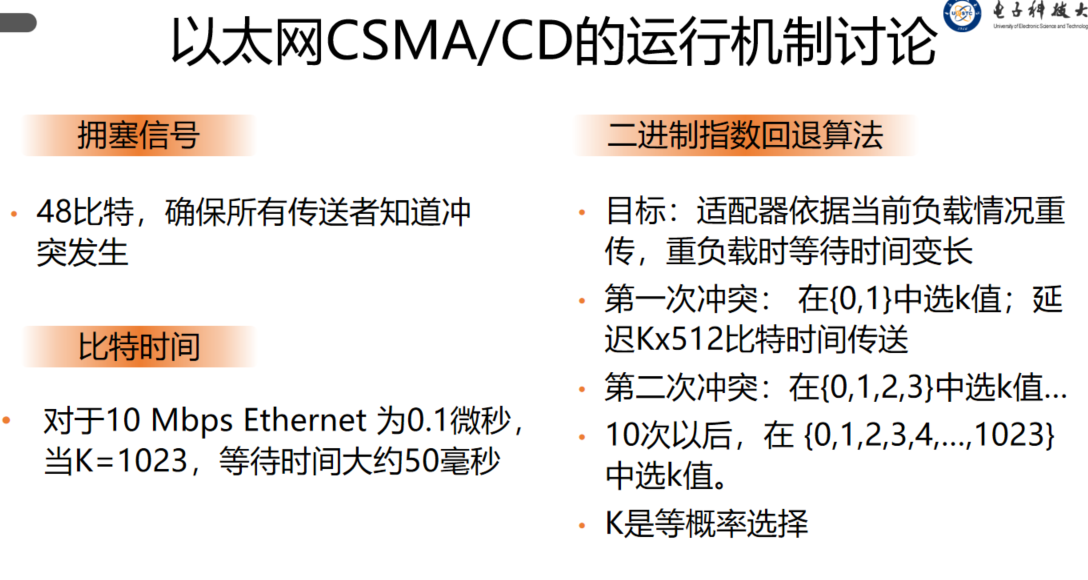 电子科技大
University of Electronic Science and Technolog
以太网CSMA/CD的运行机制讨论
拥塞信号
• 48比特，确保所有传送者知道冲
突发生
比特时间
• 对于10 Mbps Ethernet 为0.1微秒，
当K=1023，等待时间大约50毫秒
二进制指数回退算法
• 目标：适配器依据当前负载情况重
传，重负载时等待时间变长
• 第一次冲突： 在{0,1}中选k值；延
迟Kx512比特时间传送
• 第二次冲突：在{0,1,2,3}中选k值...
• 10次以后，在 {0,1,2,3,4,...,1023}
中选k值。
• K是等概率选择